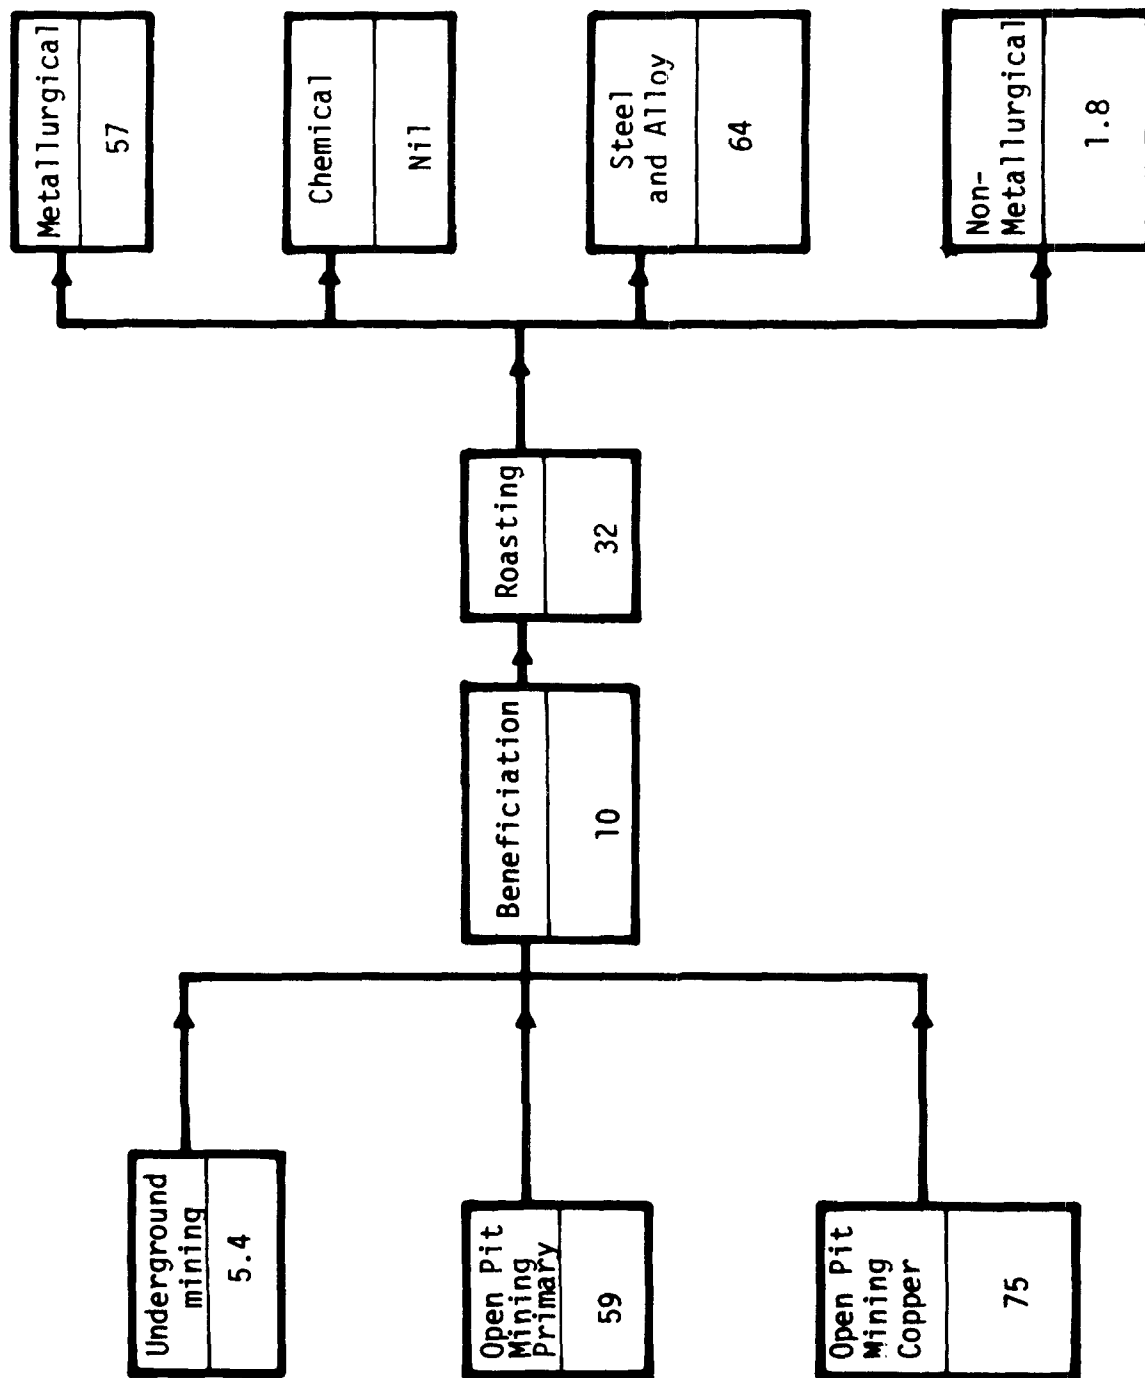 Underground
mining
5.4
Open Pit
Mining
Primary
59
Open Pit
Mining
Copper
75
Beneficiation
10
Roasting
32
Metallurgical
57
Chemical
Nil
Steel
and Alloy
64
Non-
Metallurgical
1.8